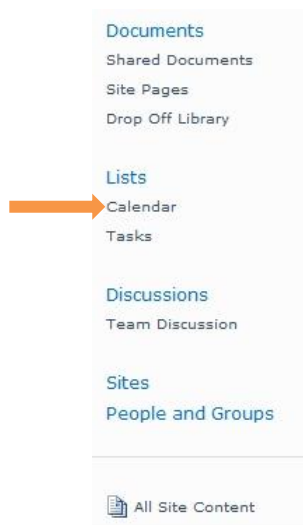 Documents
Shared Documents
Site Pages
Drop Off Library
Lists
Calendar
Tasks
Discussions
Team Discussion
Sites
People and Groups
All Site Content